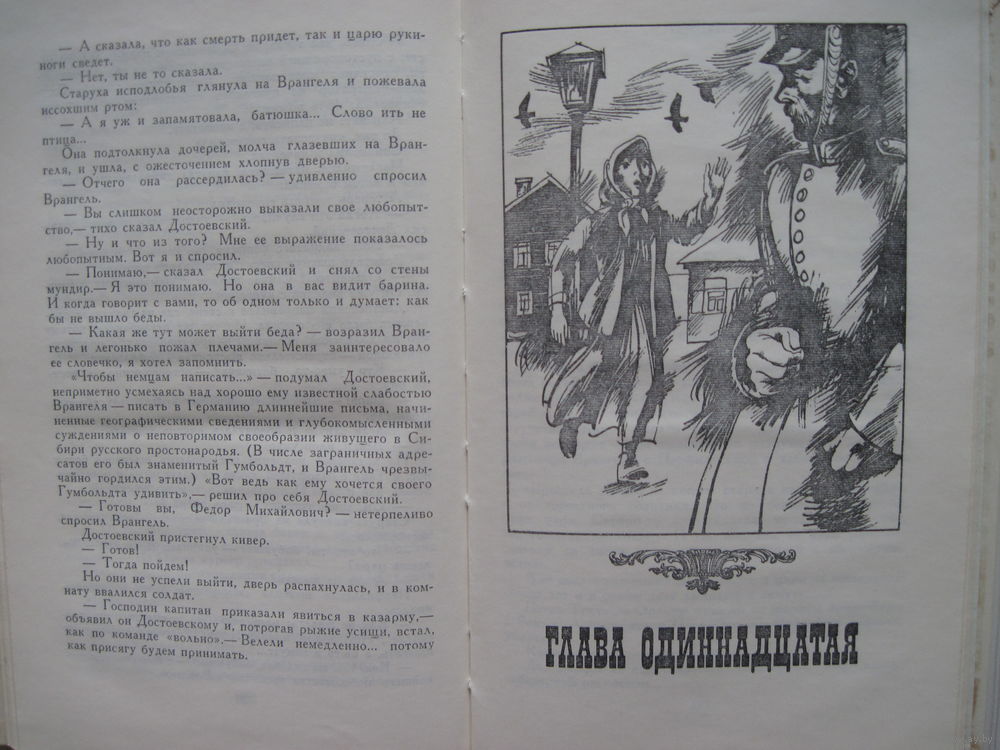 — А сказала, что как смерть придет, так и царю руки-
ноги сведет.
— Нет, ты не то сказала.
Старуха исподлобья глянула на Врангеля и пожевала
иссохшим ртом:
— А я уж и запамятовала, батюшка... Слово ить не
птица...
Она подтолкнула дочерей, молча глазевших на Вран-
геля, и ушла, с ожесточением хлопнув дверью.
— Отчего она рассердилась? — удивленно спросил
Врангель.
— Вы слишком неосторожно выказали свое любопыт-
ство,— тихо сказал Достоевский.
— Ну и что из того? Мне ее выражение показалось
любопытным. Вот я и спросил.
— Понимаю,— сказал Достоевский и снял со стены
мундир.— Я это понимаю. Но она в вас видит барина.
И когда говорит с вами, то об одном только и думает: как
бы не вышло беды.
— Какая же тут может выйти беда? — возразил Вран-
гель и легонько пожал плечами.— Меня заинтересовало
ее словечко, я хотел запомнить.
«Чтобы немцам написать...» — подумал Достоевский,
неприметно усмехаясь над хорошо ему известной слабостью
Врангеля — писать в Германию длиннейшие письма, начи-
ненные географическими сведениями и глубокомысленными
суждениями о неповторимом своеобразии живущего в Си-
бири русского простонародья. (В числе заграничных адре-
сатов его был знаменитый Гумбольдт, и Врангель чрезвы-
чайно гордился этим.) «Вот ведь как ему хочется своего
Гумбольдта удивить»,— решил про себя Достоевский.
— Готовы вы, Федор Михайлович? — нетерпеливо
спросил Врангель.
Достоевский пристегнул кивер.
— Готов!
— Тогда пойдем!
Но они не успели выйти, дверь распахнулась, и в ком-
нату ввалился солдат.
— Господин капитан приказали явиться в казарму,—
объявил он Достоевскому и, потрогав рыжие усищи, встал,
как по команде «вольно».— Велели немедленно... потому
как присягу будем принимать.
ГЛАВА ОДИННАДЦАТАЯ